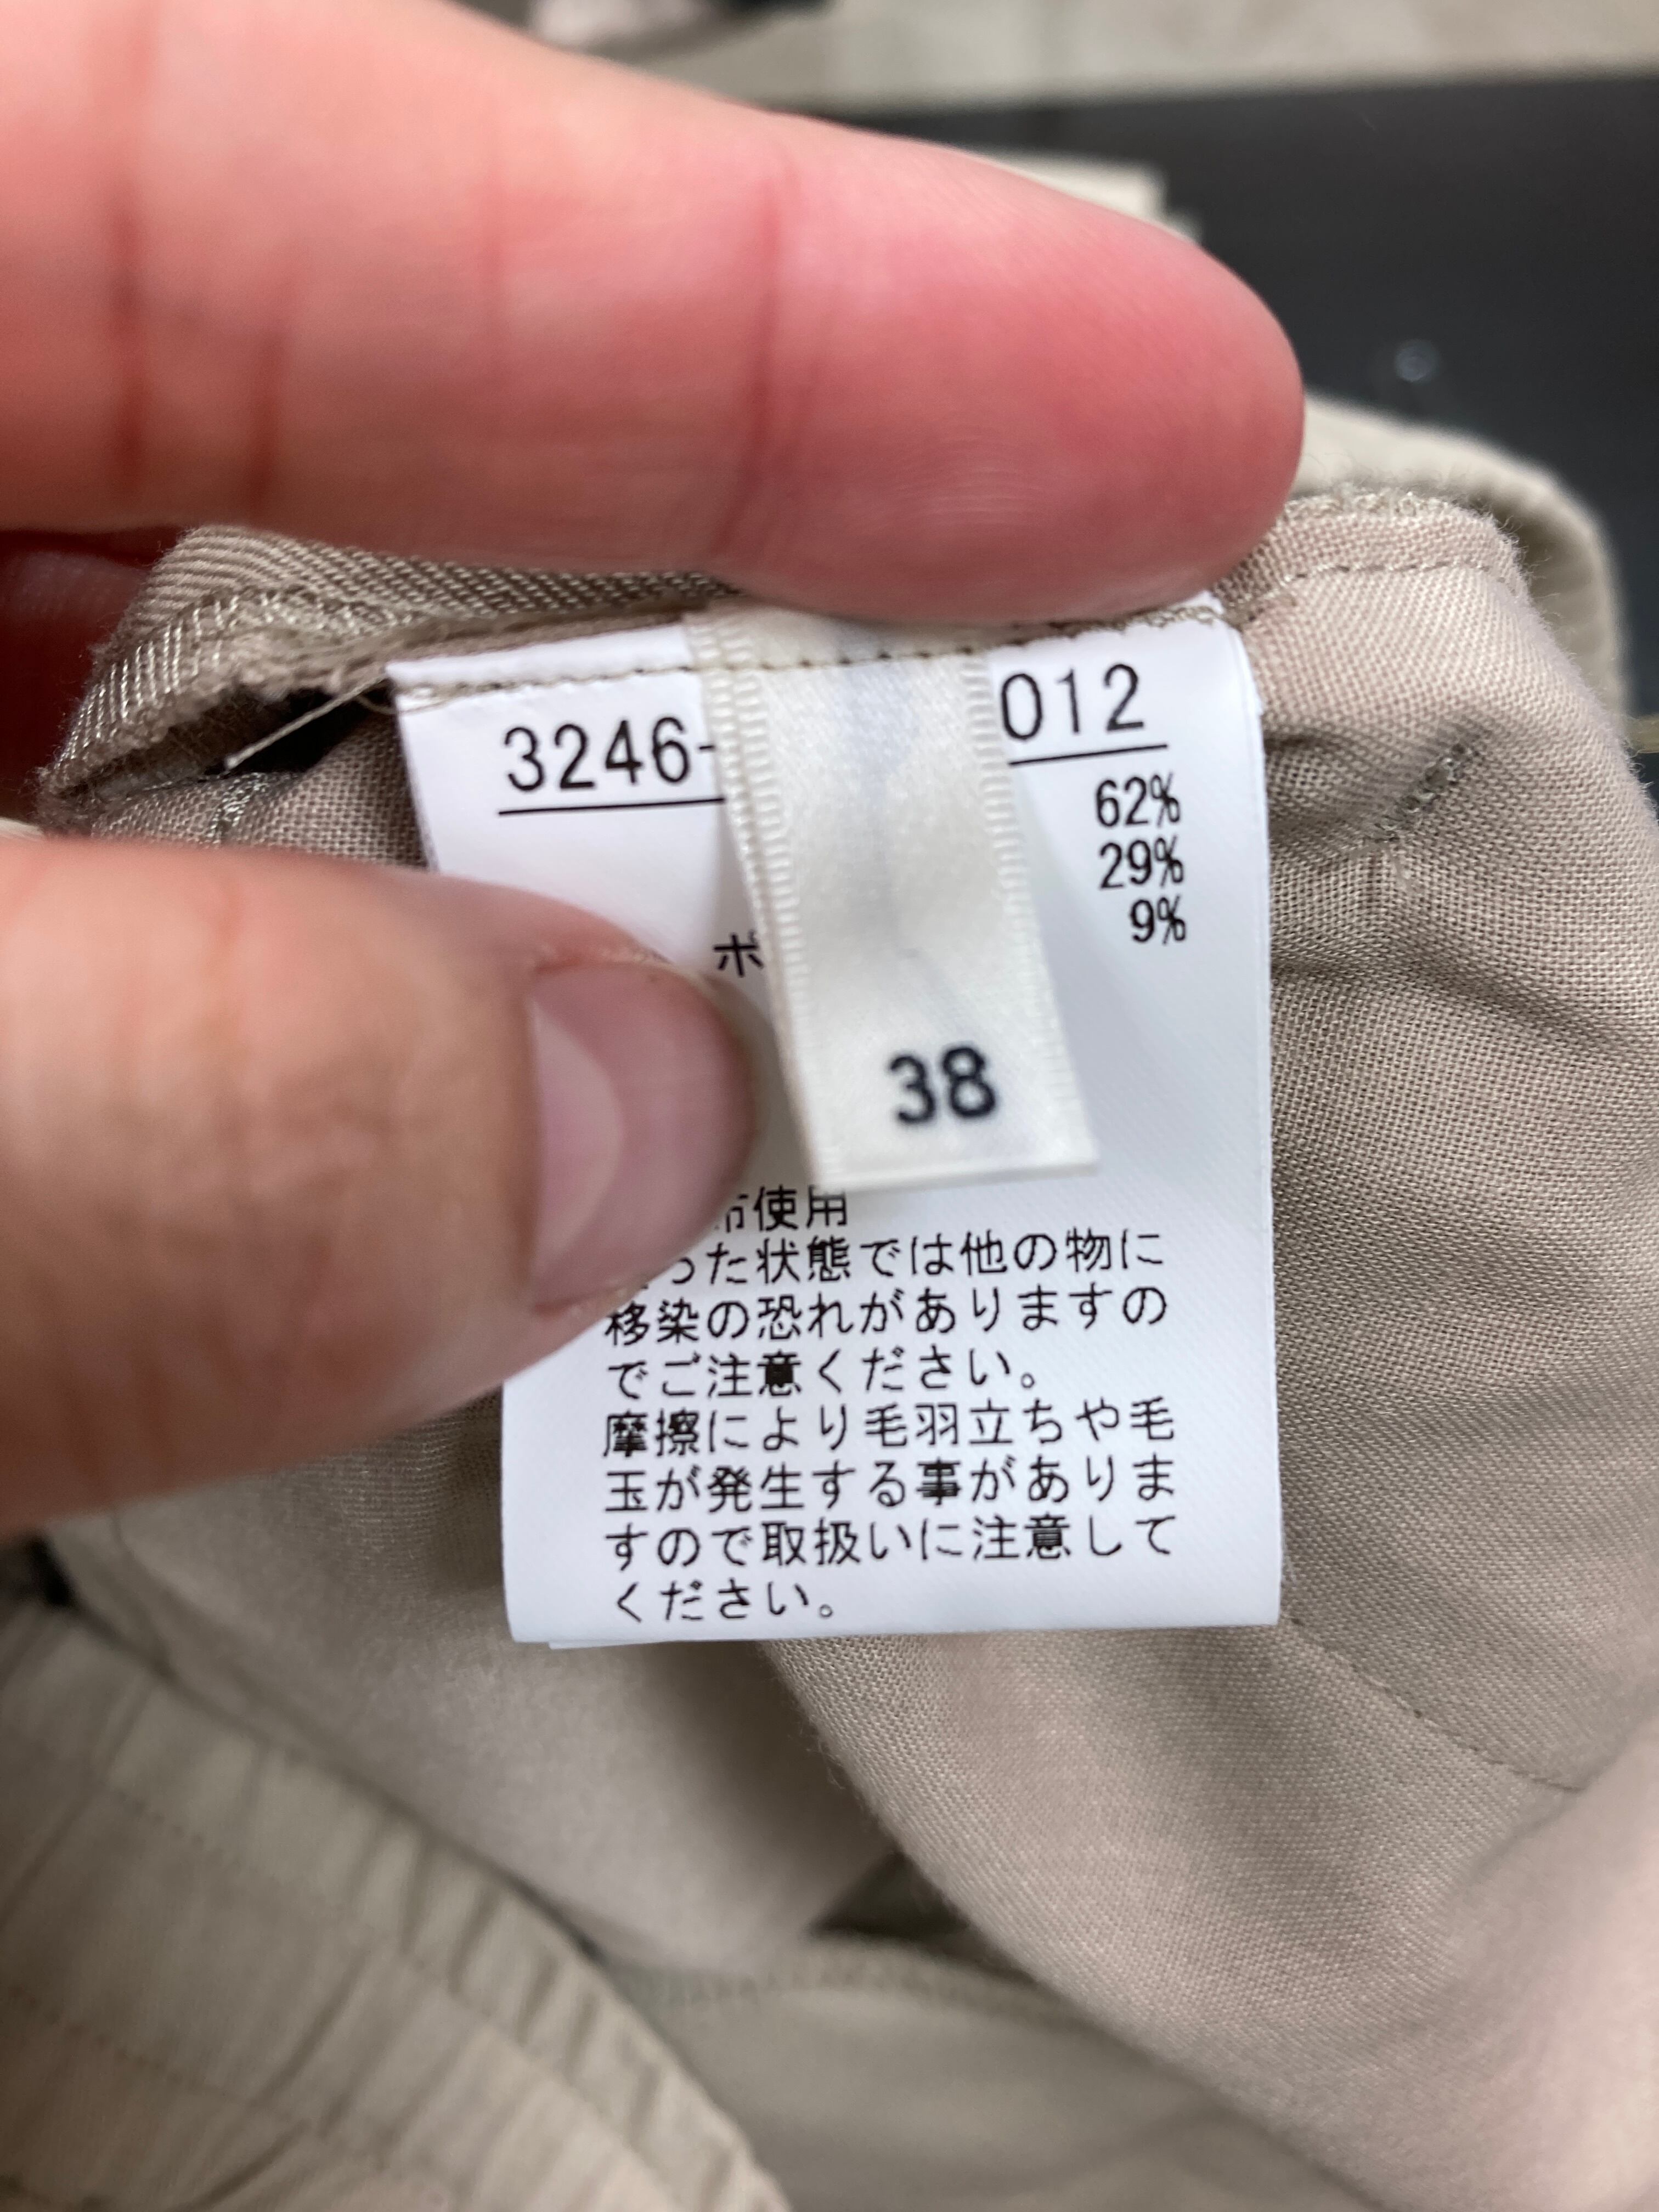 3246-
012
62%
29%
9%
ポ
38
使用
った状態では他の物に
移染の恐れがありますの
でご注意ください。
摩擦により毛羽立ちや毛
玉が発生する事がありま
すので取扱いに注意して
ください。